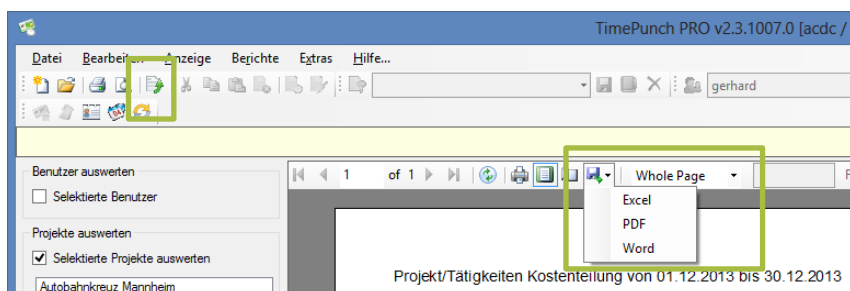 TimePunch PRO v2.3.1007.0 [acdc /
Datei Bearbeiten Anzeige Berichte Extras Hilfe...
gerhard
Benutzer auswerten
Selektierte Benutzer
Projekte auswerten
Selektierte Projekte auswerten
Autobahnkreuz Mannheim
1 of 1 Whole Page F
Excel
PDF
Word
Projekt/Tätigkeiten Kostenteilung von 01.12.2013 bis 30.12.2013